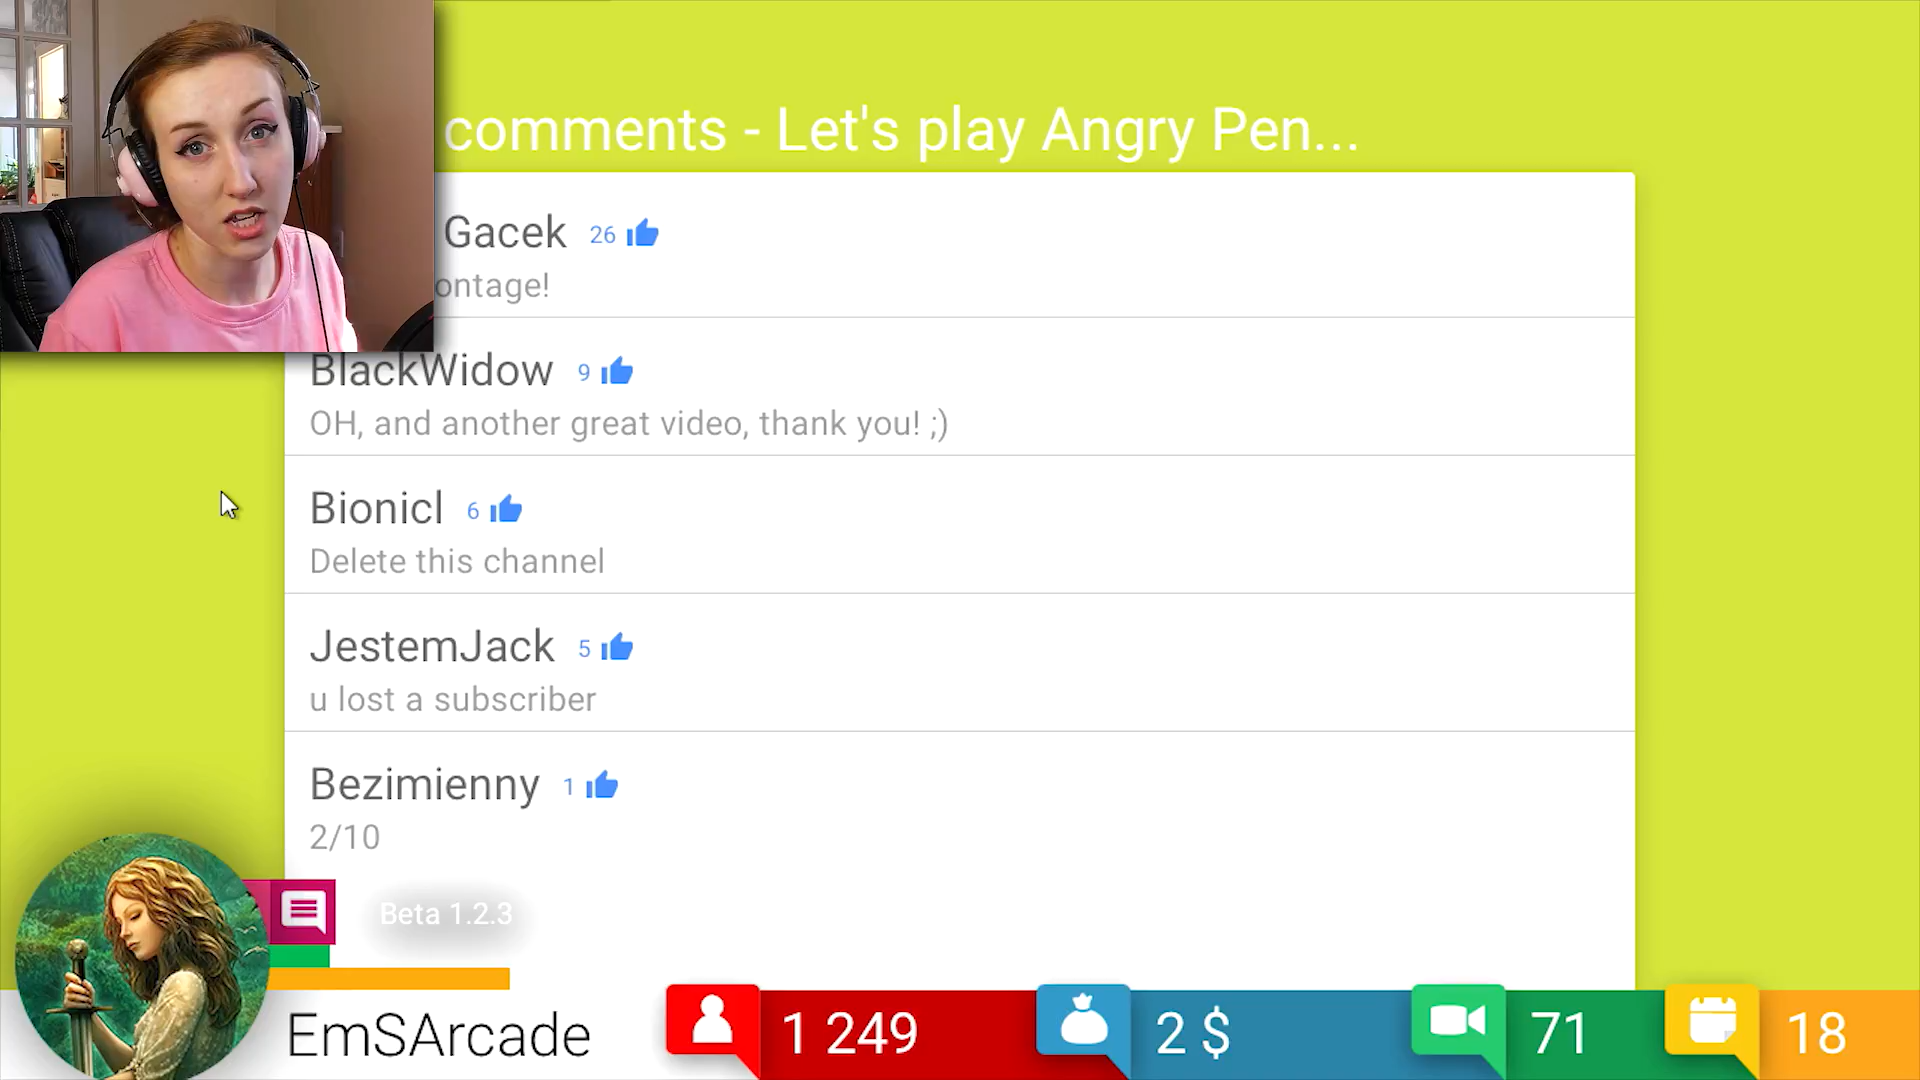 comments - Let's play Angry Pen...
Gacek 26
ontage!
BlackWidow 9
OH, and another great video, thank you! ;)
Bionicl 6
Delete this channel
JestemJack 5
u lost a subscriber
Bezimienny 1
2/10
Beta 1.2.3
EmSArcade 1 249 2 $ 71 18